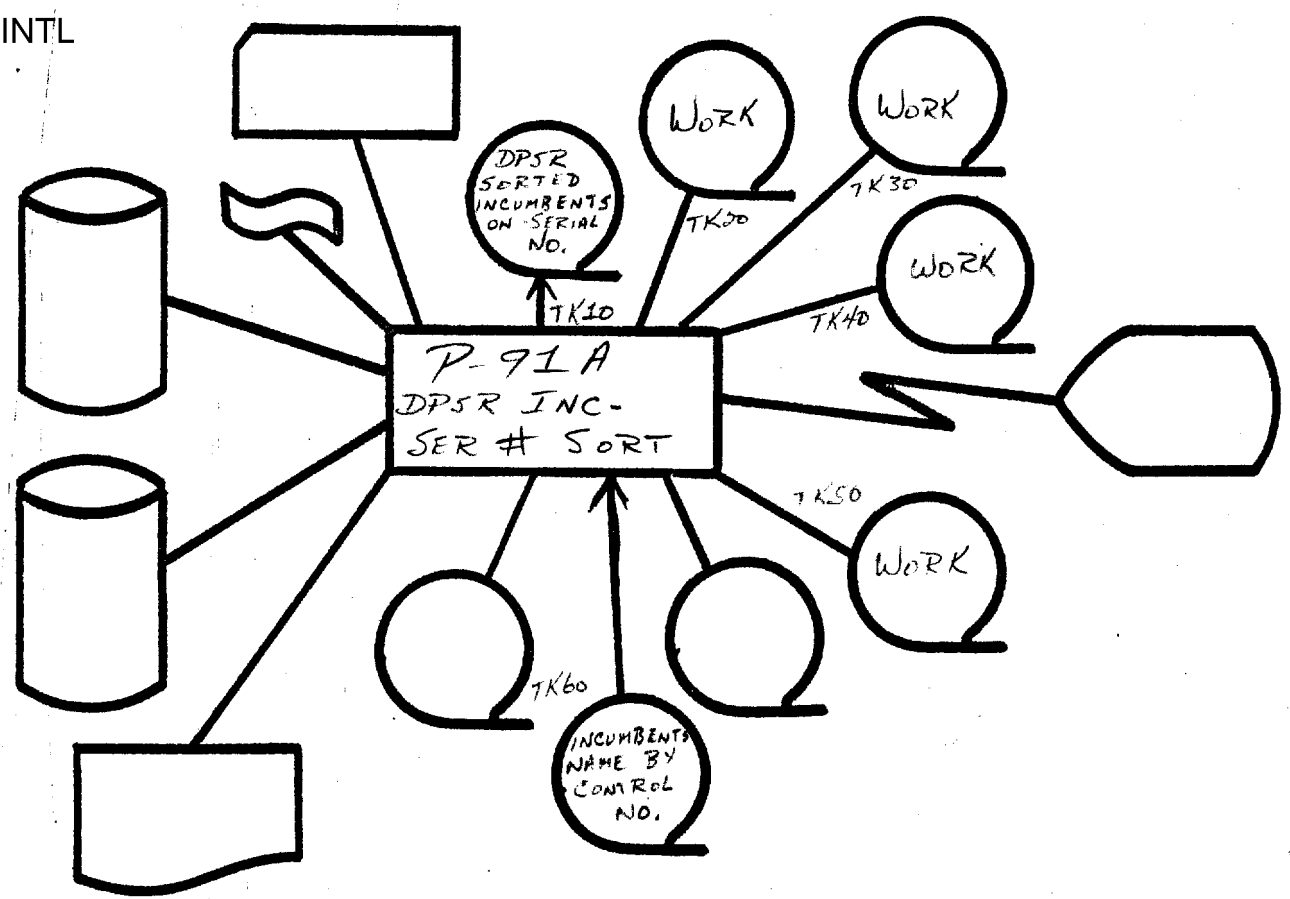 INTL
WORK
WORK
DPSR
SORTED
INCUMBENTS
ON SERIAL
NO.
TK20
TK30
WORK
TK10
TK40
P-91A
DPSR INC-
SER # SORT
TK50
WORK
TK60
INCUMBENTS
NAME BY
CONTROL
NO.